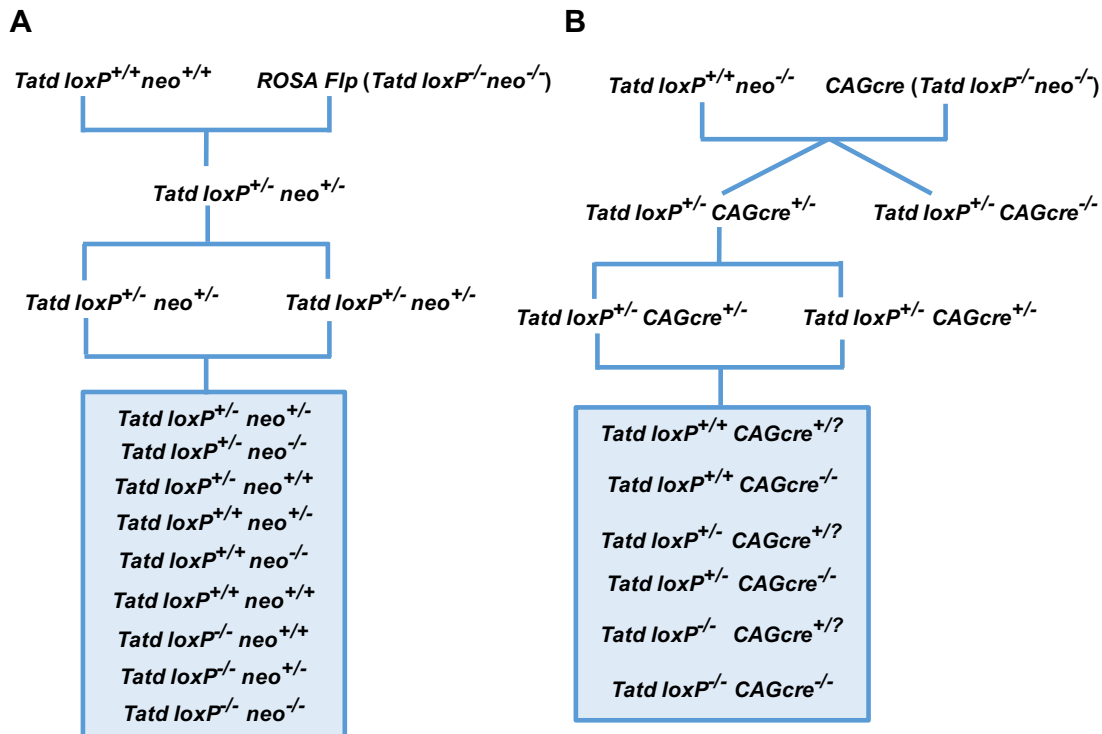 A
Tatd loxP+/+ neo+/+ ROSA Flp (Tatd loxP-/- neo-/-)
Tatd loxP+/- neo+/-
Tatd loxP+/- neo+/- Tatd loxP+/- neo+/-
Tatd loxP+/- neo+/-
Tatd loxP+/- neo-/-
Tatd loxP+/- neo+/+
Tatd loxP+/+ neo+/-
Tatd loxP+/+ neo-/-
Tatd loxP+/+ neo+/+
Tatd loxP-/- neo+/+
Tatd loxP-/- neo+/-
Tatd loxP-/- neo-/-
B
Tatd loxP+/+ neo-/- CAGcre (Tatd loxP-/- neo-/-)
Tatd loxP+/- CAGcre+/- Tatd loxP+/- CAGcre-/-
Tatd loxP+/- CAGcre+/- Tatd loxP+/- CAGcre+/-
Tatd loxP+/+ CAGcre+/?
Tatd loxP+/+ CAGcre-/-
Tatd loxP+/- CAGcre+/?
Tatd loxP+/- CAGcre-/-
Tatd loxP-/- CAGcre+/?
Tatd loxP-/- CAGcre-/-